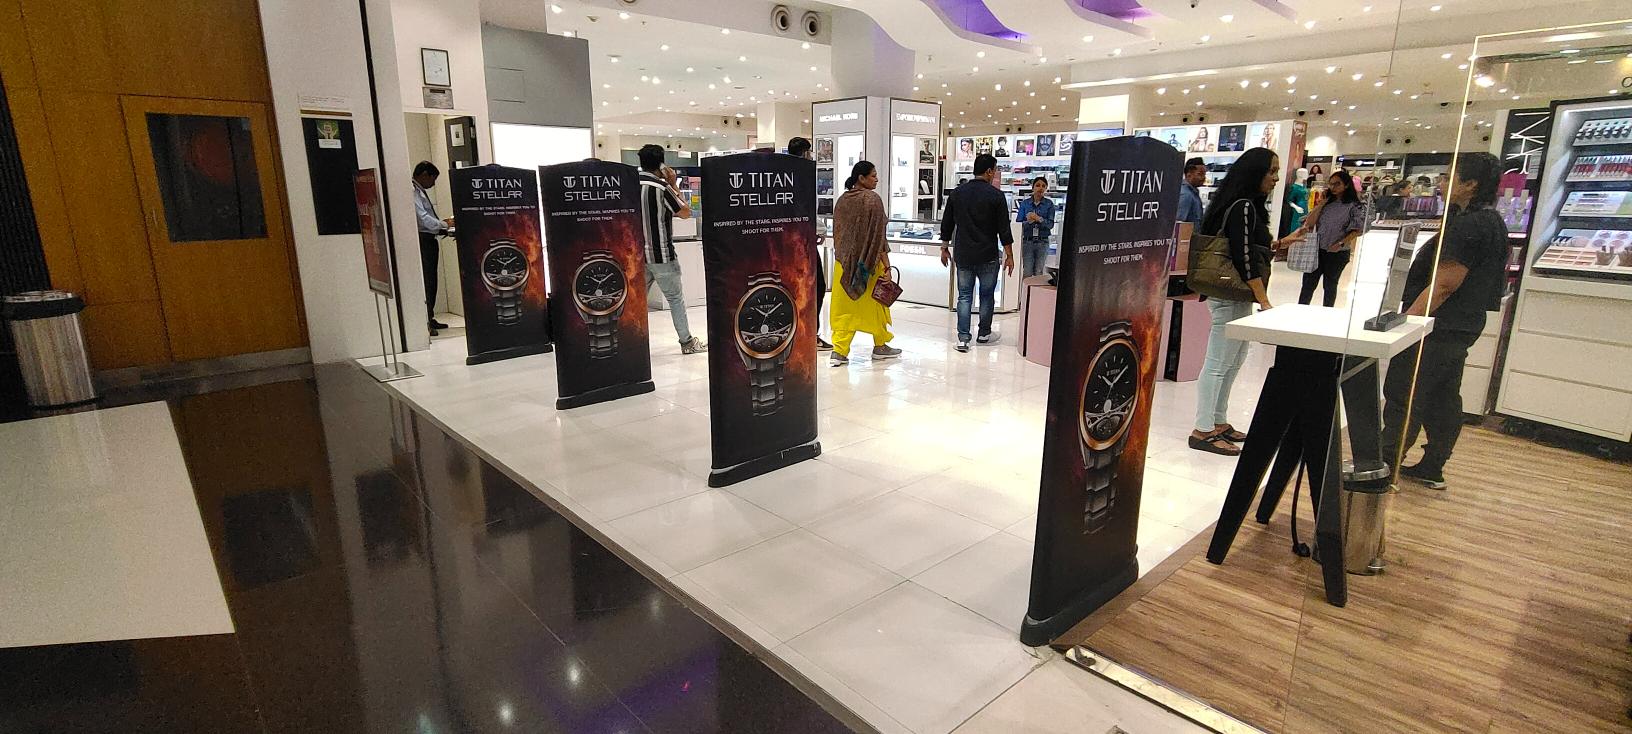 TITAN
STELLAR
INSPIRED BY THE STARS. INSPIRES YOU TO
SHOOT FOR THEM.
TITAN
STELLAR
INSPIRED BY THE STARS. INSPIRES YOU TO
SHOOT FOR THEM.
TITAN
STELLAR
INSPIRED BY THE STARS. INSPIRES YOU TO
SHOOT FOR THEM.
TITAN
STELLAR
INSPIRED BY THE STARS. INSPIRES YOU TO
SHOOT FOR THEM.
MICHAEL KORS
EMPORIO ARMANI
FOSSIL